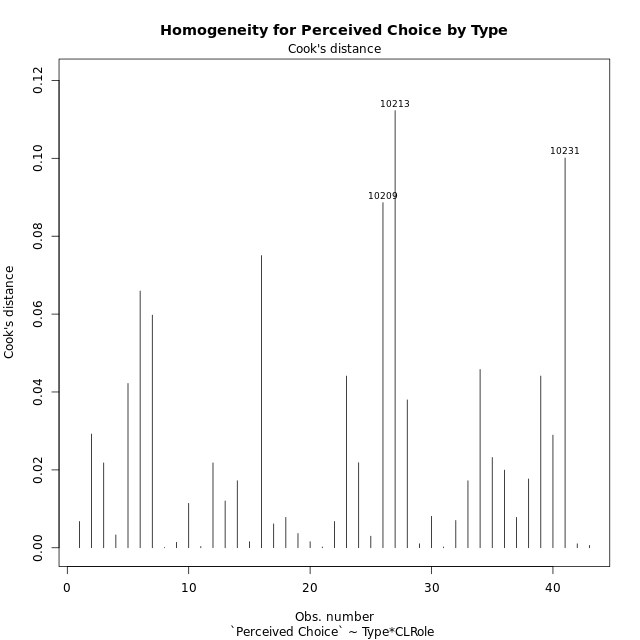 Homogeneity for Perceived Choice by Type
Cook's distance
0.12
0.10
0.08
0.06
0.04
0.02
0.00
Cook's distance
10213
10231
10209
0 10 20 30 40
Obs. number
`Perceived Choice` ~ Type*CLRole